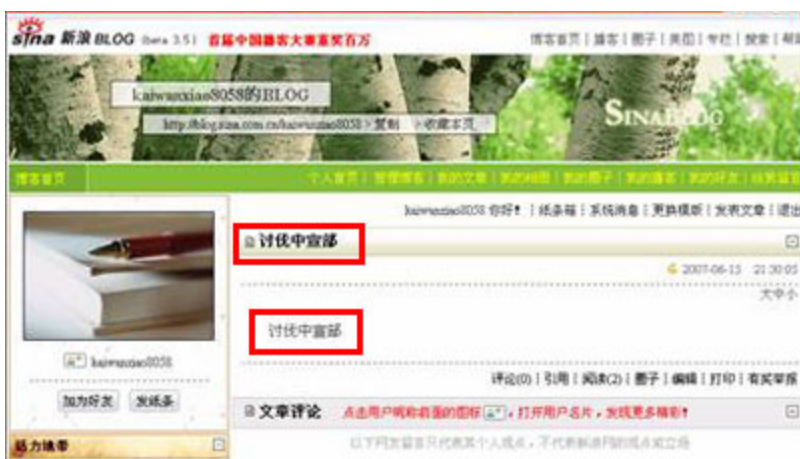 sina 新浪 BLOG (beta 3.5) 首届中国播客大赛重奖百万
博客首页 | 播客 | 圈子 | 美图 | 专栏 | 搜索 | 帮助
kaiwanxiao8058的BLOG
http://blog.sina.com.cn/kaiwanxiao8058 > 复制 > 收藏本页
SINABLOG
博客首页
个人首页 | 管理博客 | 我的文章 | 我的相册 | 我的圈子 | 我的播客 | 我的好友 |
kaiwanxiao8058 你好! | 纸条箱 | 系统消息 | 更换模版 | 发表文章 | 退出
讨伐中宣部
2007-06-15 21:30:05
大 中 小
讨伐中宣部
kaiwanxiao8058
评论(0) | 引用 | 阅读(2) | 圈子 | 编辑 | 打印 | 有奖举报
加为好友 发纸条
文章评论 点击用户昵称前面的图标,打开用户名片,发现更多精彩!
活力地带
以下网友留言只代表其个人观点,不代表新浪网的观点或立场